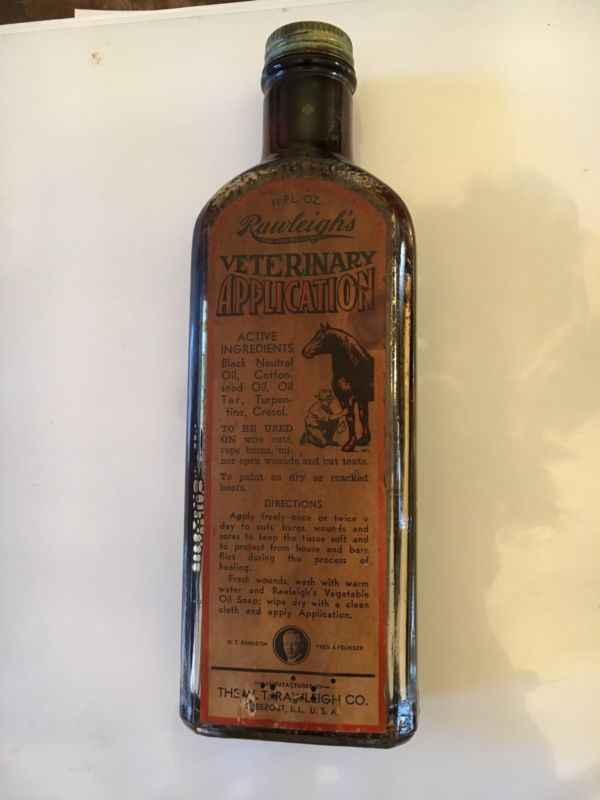 11 FL. OZ.
Rawleigh's
VETERINARY
APPLICATION
ACTIVE
INGREDIENTS
Black Neutral
Oil, Cotton-
seed Oil, Oil
Tar, Turpen-
tine, Cresol.
TO BE USED
ON wire cuts,
rope burns, mi-
nor open wounds and cut teats.
To paint on dry or cracked
hoofs.
DIRECTIONS
Apply freely once or twice a
day to cuts, burns, wounds and
sores to keep the tissue soft and
to protect from house and barn
flies during the process of
healing.
Fresh wounds, wash with warm
water and Rawleigh's Vegetable
Oil Soap; wipe dry with a clean
cloth and apply Application.
W. T. RAWLEIGH PRES. & FOUNDER
MANUFACTURED BY
THE W. T. RAWLEIGH CO.
FREEPORT, ILL. U. S. A.